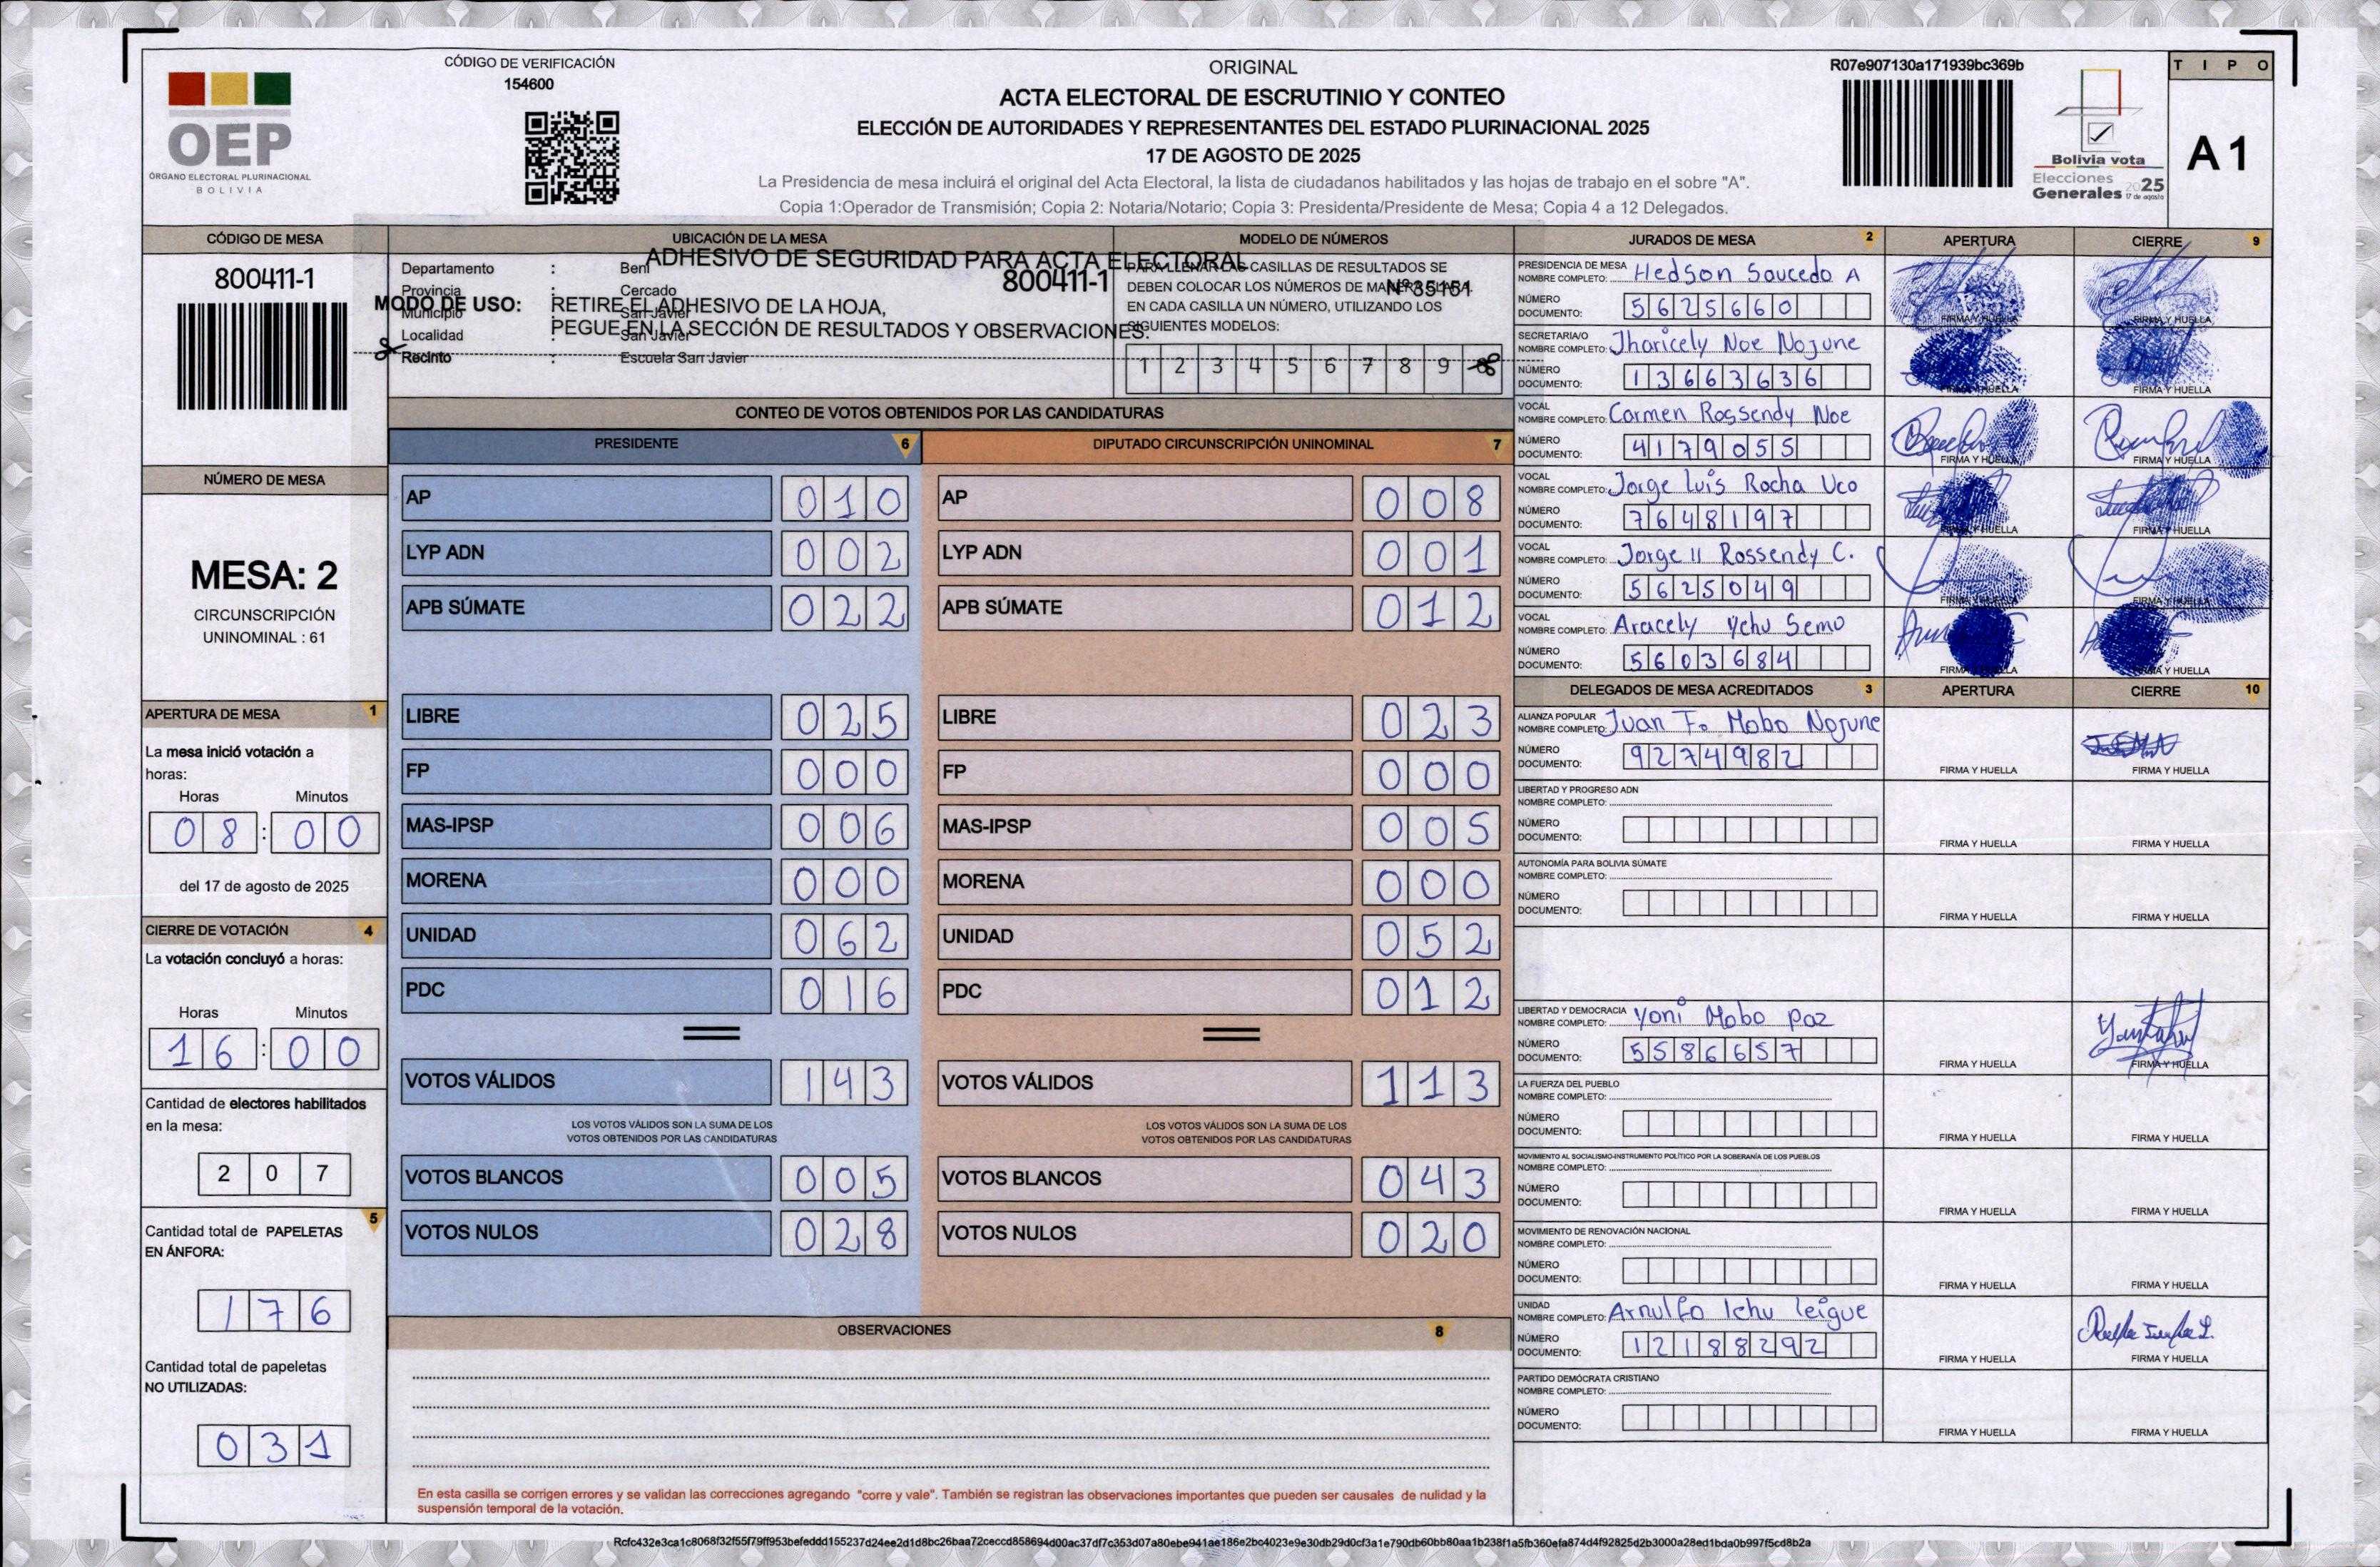 CÓDIGO DE VERIFICACIÓN
154600
ORIGINAL
ACTA ELECTORAL DE ESCRUTINIO Y CONTEO
ELECCIÓN DE AUTORIDADES Y REPRESENTANTES DEL ESTADO PLURINACIONAL 2025
17 DE AGOSTO DE 2025
La Presidencia de mesa incluirá el original del Acta Electoral, la lista de ciudadanos habilitados y las hojas de trabajo en el sobre "A".
Copia 1:Operador de Transmisión; Copia 2: Notaria/Notario; Copia 3: Presidenta/Presidente de Mesa; Copia 4 a 12 Delegados.
OEP
ÓRGANO ELECTORAL PLURINACIONAL
BOLIVIA
R07e907130a171939bc369b
Bolivia vota
Elecciones
Generales 2025
17 de agosto
TIPO
A1
CÓDIGO DE MESA
800411-1
NÚMERO DE MESA
MESA: 2
CIRCUNSCRIPCIÓN
UNINOMINAL : 61
APERTURA DE MESA 1
La mesa inició votación a
horas:
Horas Minutos
08 : 00
del 17 de agosto de 2025
CIERRE DE VOTACIÓN 4
La votación concluyó a horas:
Horas Minutos
16 : 00
Cantidad de electores habilitados
en la mesa:
207
5
Cantidad total de PAPELETAS
EN ÁNFORA:
176
Cantidad total de papeletas
NO UTILIZADAS:
031
UBICACIÓN DE LA MESA
Departamento : Beni
Provincia : Cercado
Municipio : San Javier
Localidad : San Javier
Recinto : Escuela San Javier
ADHESIVO DE SEGURIDAD PARA ACTA ELECTORAL
800411-1
Nº 35151
MODO DE USO: RETIRE EL ADHESIVO DE LA HOJA,
PEGUE EN LA SECCIÓN DE RESULTADOS Y OBSERVACIONES.
MODELO DE NÚMEROS
PARA LLENAR LAS CASILLAS DE RESULTADOS SE
DEBEN COLOCAR LOS NÚMEROS DE MANERA CLARA.
EN CADA CASILLA UN NÚMERO, UTILIZANDO LOS
SIGUIENTES MODELOS:
1 2 3 4 5 6 7 8 9
CONTEO DE VOTOS OBTENIDOS POR LAS CANDIDATURAS
PRESIDENTE 6
AP 010
LYP ADN 002
APB SÚMATE 022
LIBRE 025
FP 000
MAS-IPSP 006
MORENA 000
UNIDAD 062
PDC 016
VOTOS VÁLIDOS 143
LOS VOTOS VÁLIDOS SON LA SUMA DE LOS
VOTOS OBTENIDOS POR LAS CANDIDATURAS
VOTOS BLANCOS 005
VOTOS NULOS 028
DIPUTADO CIRCUNSCRIPCIÓN UNINOMINAL 7
AP 008
LYP ADN 001
APB SÚMATE 012
LIBRE 023
FP 000
MAS-IPSP 005
MORENA 000
UNIDAD 052
PDC 012
VOTOS VÁLIDOS 113
LOS VOTOS VÁLIDOS SON LA SUMA DE LOS
VOTOS OBTENIDOS POR LAS CANDIDATURAS
VOTOS BLANCOS 043
VOTOS NULOS 020
OBSERVACIONES 8
En esta casilla se corrigen errores y se validan las correcciones agregando "corre y vale". También se registran las observaciones importantes que pueden ser causales de nulidad y la
suspensión temporal de la votación.
JURADOS DE MESA 2 APERTURA CIERRE 9
PRESIDENCIA DE MESA
NOMBRE COMPLETO: Hedson Saucedo A
NÚMERO
DOCUMENTO: 5625660
FIRMA Y HUELLA FIRMA Y HUELLA
SECRETARIA/O
NOMBRE COMPLETO: Jharicely Noe Nojune
NÚMERO
DOCUMENTO: 13663636
FIRMA Y HUELLA FIRMA Y HUELLA
VOCAL
NOMBRE COMPLETO: Carmen Rossendy Noe
NÚMERO
DOCUMENTO: 4179055
FIRMA Y HUELLA FIRMA Y HUELLA
VOCAL
NOMBRE COMPLETO: Jorge luis Rocha Uco
NÚMERO
DOCUMENTO: 7648197
FIRMA Y HUELLA FIRMA Y HUELLA
VOCAL
NOMBRE COMPLETO: Jorge 11 Rossendy C.
NÚMERO
DOCUMENTO: 5625049
FIRMA Y HUELLA FIRMA Y HUELLA
VOCAL
NOMBRE COMPLETO: Aracely Ychu Semo
NÚMERO
DOCUMENTO: 5603684
FIRMA Y HUELLA FIRMA Y HUELLA
DELEGADOS DE MESA ACREDITADOS 3 APERTURA CIERRE 10
ALIANZA POPULAR
NOMBRE COMPLETO: Juan Fo Mobo Nojune
NÚMERO
DOCUMENTO: 9274982
FIRMA Y HUELLA FIRMA Y HUELLA
LIBERTAD Y PROGRESO ADN
NOMBRE COMPLETO:
NÚMERO
DOCUMENTO:
FIRMA Y HUELLA FIRMA Y HUELLA
AUTONOMÍA PARA BOLIVIA SÚMATE
NOMBRE COMPLETO:
NÚMERO
DOCUMENTO:
FIRMA Y HUELLA FIRMA Y HUELLA
LIBERTAD Y DEMOCRACIA
NOMBRE COMPLETO: Yoni Mobo paz
NÚMERO
DOCUMENTO: 5586657
FIRMA Y HUELLA FIRMA Y HUELLA
LA FUERZA DEL PUEBLO
NOMBRE COMPLETO:
NÚMERO
DOCUMENTO:
FIRMA Y HUELLA FIRMA Y HUELLA
MOVIMIENTO AL SOCIALISMO-INSTRUMENTO POLÍTICO POR LA SOBERANÍA DE LOS PUEBLOS
NOMBRE COMPLETO:
NÚMERO
DOCUMENTO:
FIRMA Y HUELLA FIRMA Y HUELLA
MOVIMIENTO DE RENOVACIÓN NACIONAL
NOMBRE COMPLETO:
NÚMERO
DOCUMENTO:
FIRMA Y HUELLA FIRMA Y HUELLA
UNIDAD
NOMBRE COMPLETO: Arnulfo Ichu leigue
NÚMERO
DOCUMENTO: 12188292
FIRMA Y HUELLA FIRMA Y HUELLA
PARTIDO DEMÓCRATA CRISTIANO
NOMBRE COMPLETO:
NÚMERO
DOCUMENTO:
FIRMA Y HUELLA FIRMA Y HUELLA